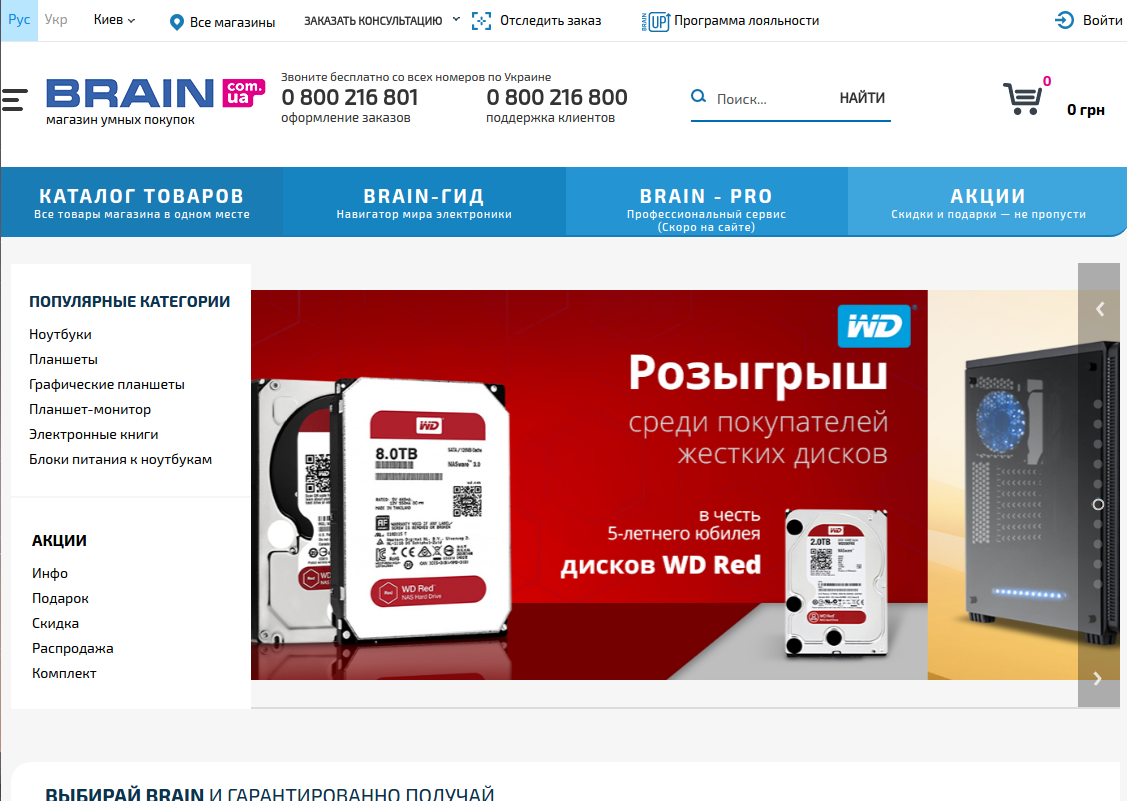 Рус Укр Киев Все магазины ЗАКАЗАТЬ КОНСУЛЬТАЦИЮ Отследить заказ BRAIN UP Программа лояльности Войти
BRAIN com.ua
магазин умных покупок
Звоните бесплатно со всех номеров по Украине
0 800 216 801 0 800 216 800
оформление заказов поддержка клиентов
Поиск... НАЙТИ
0
0 грн
КАТАЛОГ ТОВАРОВ
Все товары магазина в одном месте
BRAIN-ГИД
Навигатор мира электроники
BRAIN - PRO
Профессиональный сервис
(Скоро на сайте)
АКЦИИ
Скидки и подарки — не пропусти
ПОПУЛЯРНЫЕ КАТЕГОРИИ
Ноутбуки
Планшеты
Графические планшеты
Планшет-монитор
Электронные книги
Блоки питания к ноутбукам
АКЦИИ
Инфо
Подарок
Скидка
Распродажа
Комплект
WD
Розыгрыш
среди покупателей
жестких дисков
в честь
5-летнего юбилея
дисков WD Red
WD
8.0TB
NASware™ 3.0
WD Red
NAS Hard Drive
WD
2.0TB
WD Red
ВЫБИРАЙ BRAIN И ГАРАНТИРОВАННО ПОЛУЧАЙ